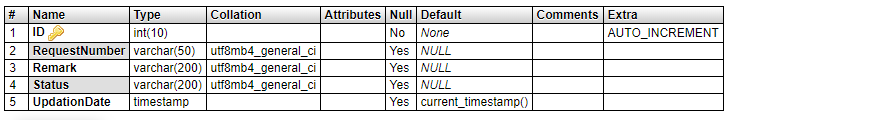 # Name Type Collation Attributes Null Default Comments Extra
1 ID int(10) No None AUTO_INCREMENT
2 RequestNumber varchar(50) utf8mb4_general_ci Yes NULL
3 Remark varchar(200) utf8mb4_general_ci Yes NULL
4 Status varchar(200) utf8mb4_general_ci Yes NULL
5 UpdationDate timestamp Yes current_timestamp()